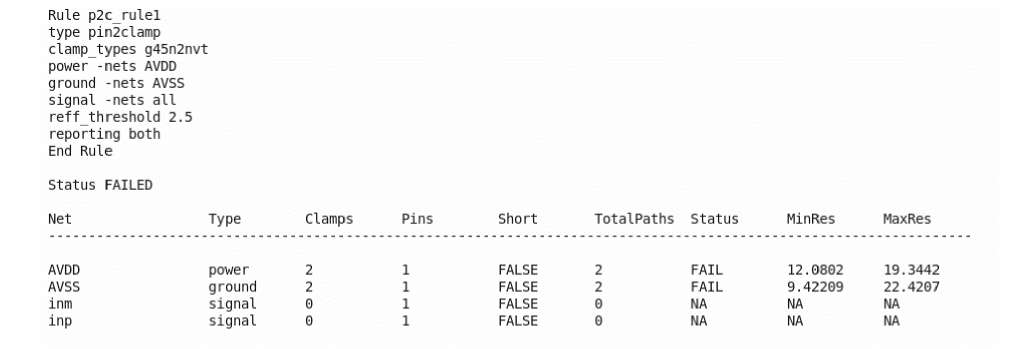 Rule p2c_rule1
type pin2clamp
clamp_types g45n2nvt
power -nets AVDD
ground -nets AVSS
signal -nets all
reff_threshold 2.5
reporting both
End Rule
Status FAILED
Net Type Clamps Pins Short TotalPaths Status MinRes MaxRes
--------------------------------------------------------------------------------------------------------------------
AVDD power 2 1 FALSE 2 FAIL 12.0802 19.3442
AVSS ground 2 1 FALSE 2 FAIL 9.42209 22.4207
inm signal 0 1 FALSE 0 NA NA NA
inp signal 0 1 FALSE 0 NA NA NA